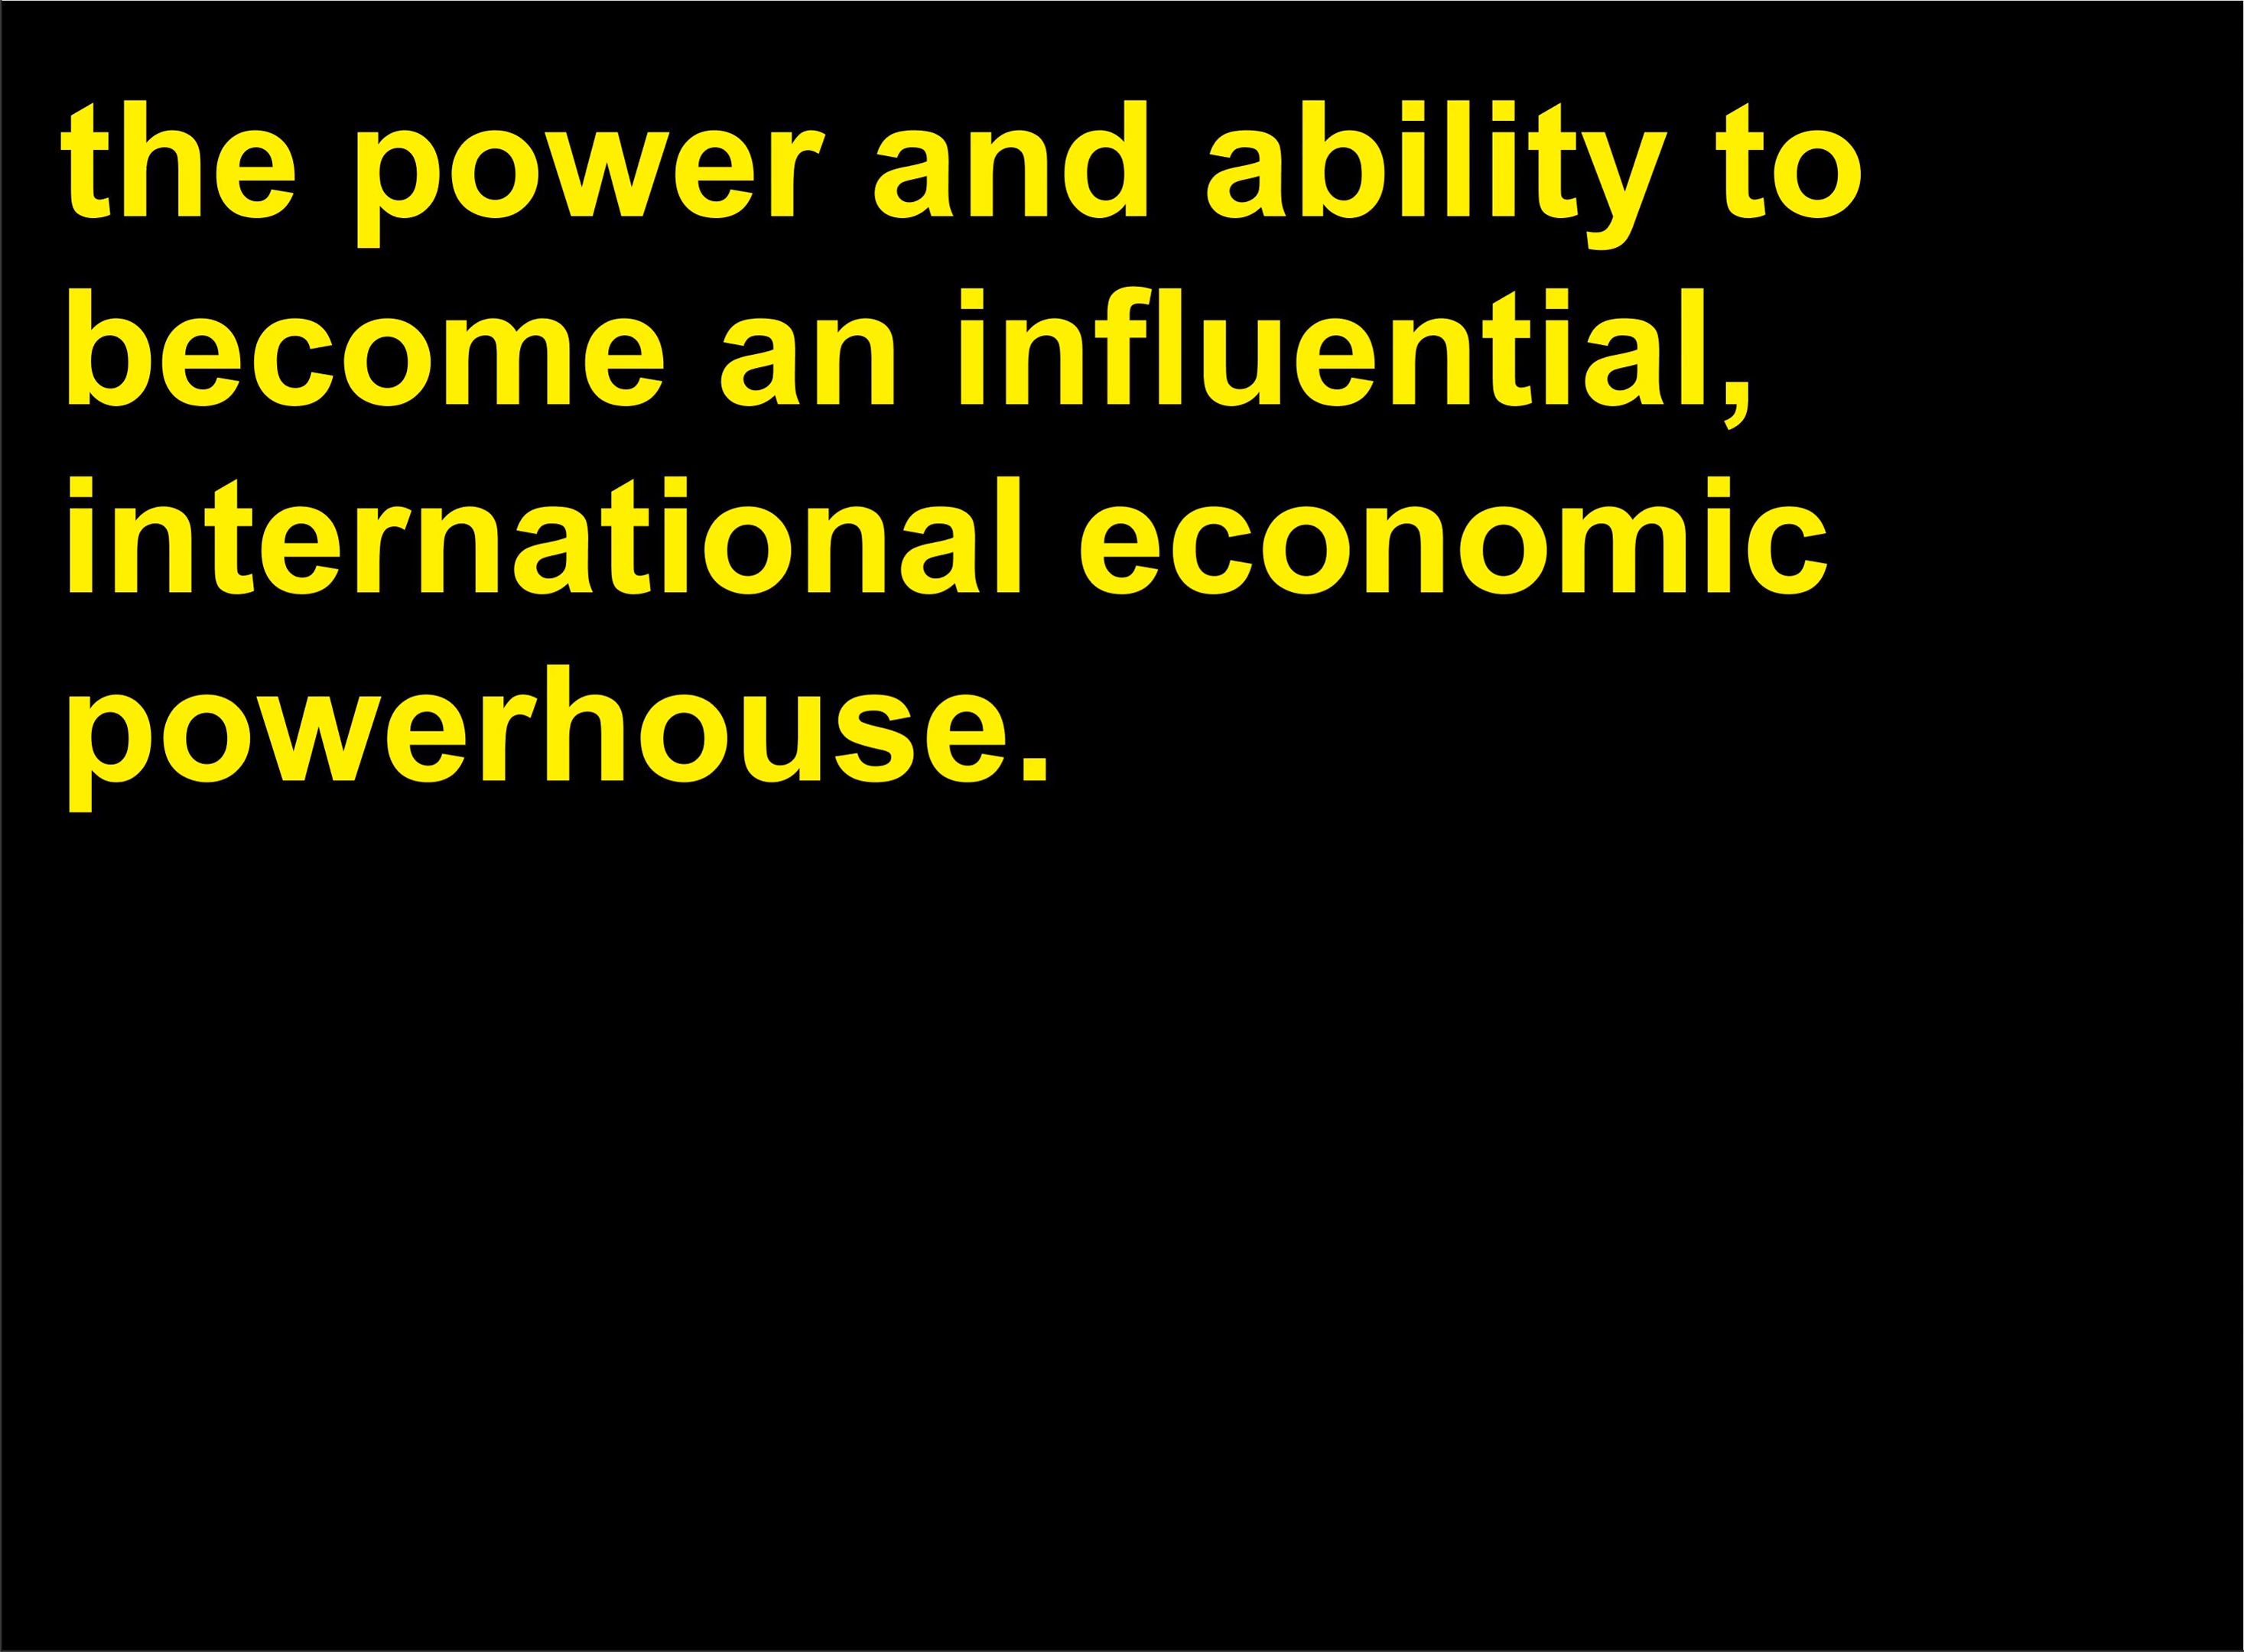 the power and ability to
become an influential,
international economic
powerhouse.